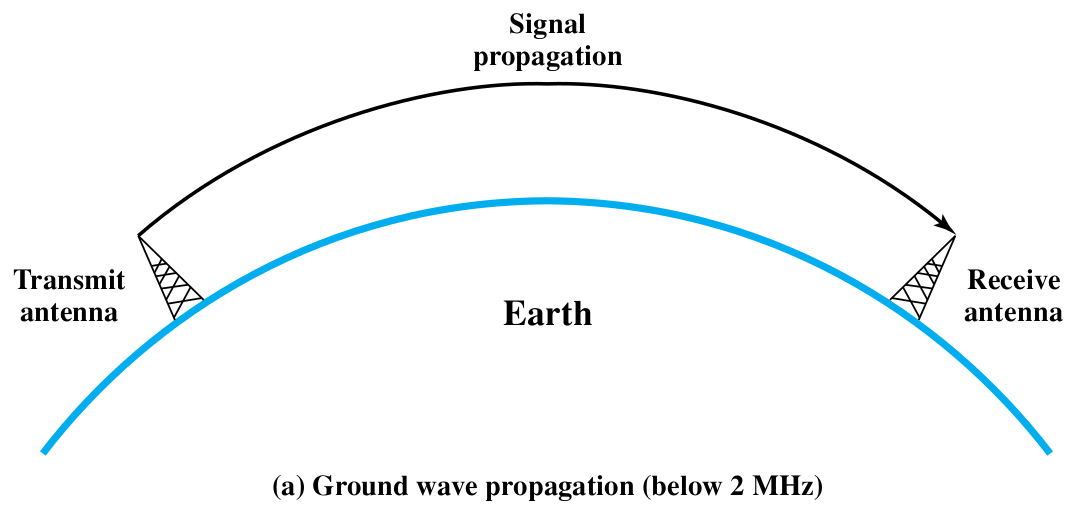 Signal
propagation
Transmit
antenna
Earth
Receive
antenna
(a) Ground wave propagation (below 2 MHz)